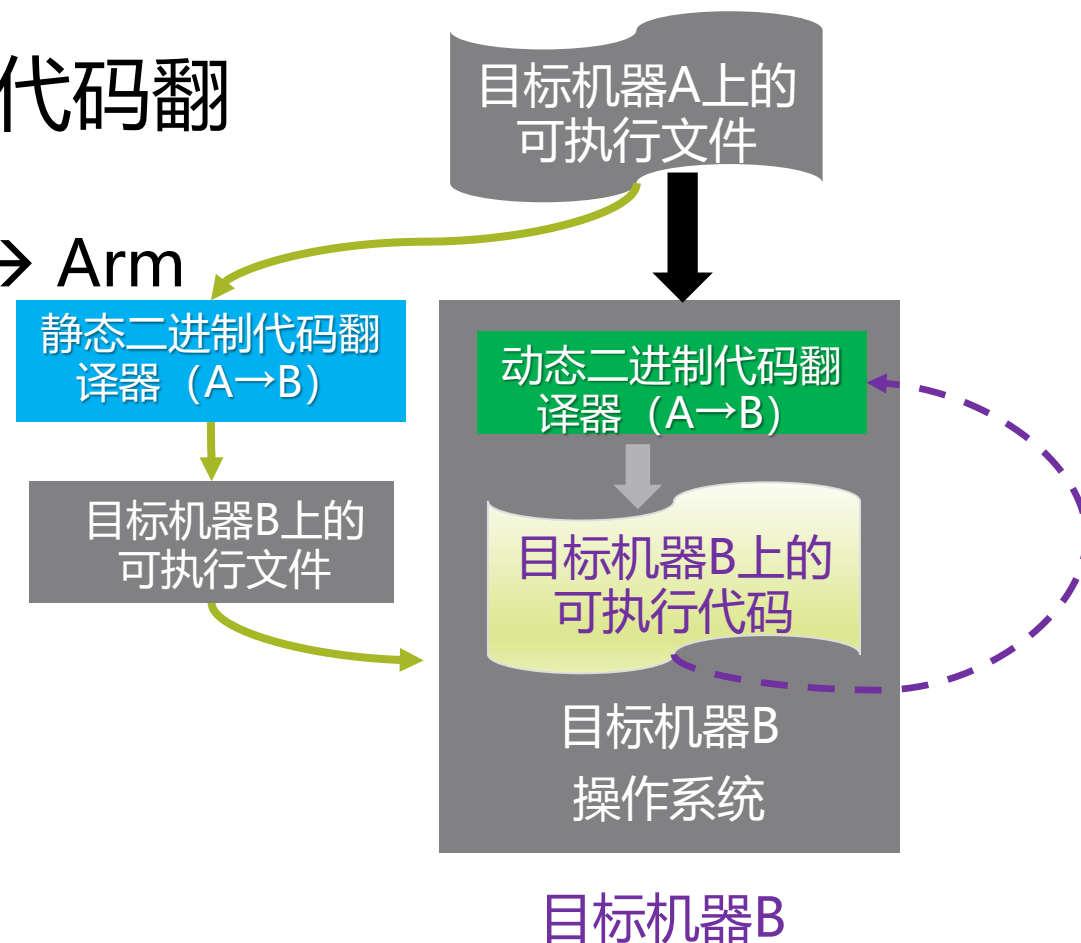 代码翻
目标机器A上的
可执行文件
→ Arm
静态二进制代码翻
译器（A→B）
动态二进制代码翻
译器（A→B）
目标机器B上的
可执行文件
目标机器B上的
可执行代码
目标机器B
操作系统
目标机器B